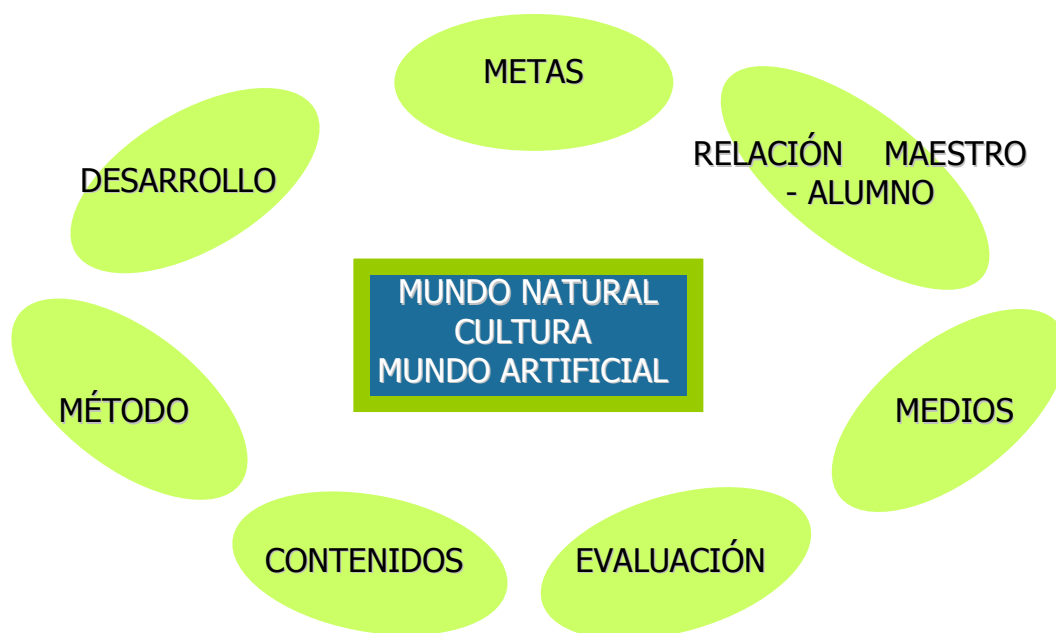 METAS
RELACIÓN MAESTRO
- ALUMNO
DESARROLLO
MUNDO NATURAL
CULTURA
MUNDO ARTIFICIAL
MÉTODO
MEDIOS
CONTENIDOS
EVALUACIÓN